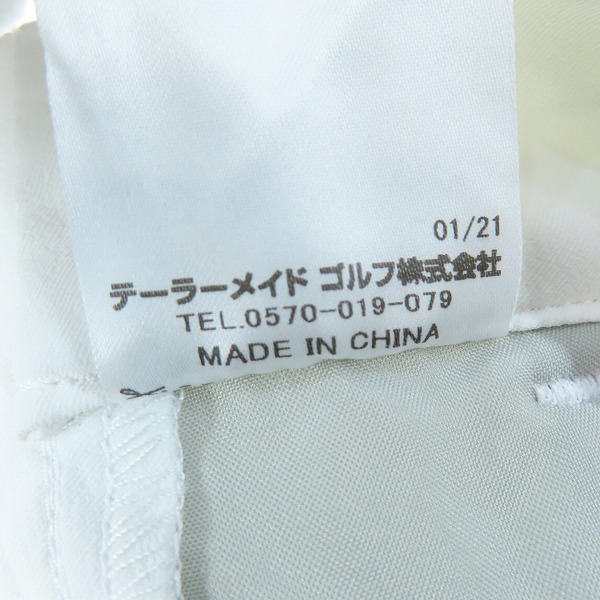 01/21
テーラーメイド ゴルフ株式会社
TEL.0570-019-079
MADE IN CHINA